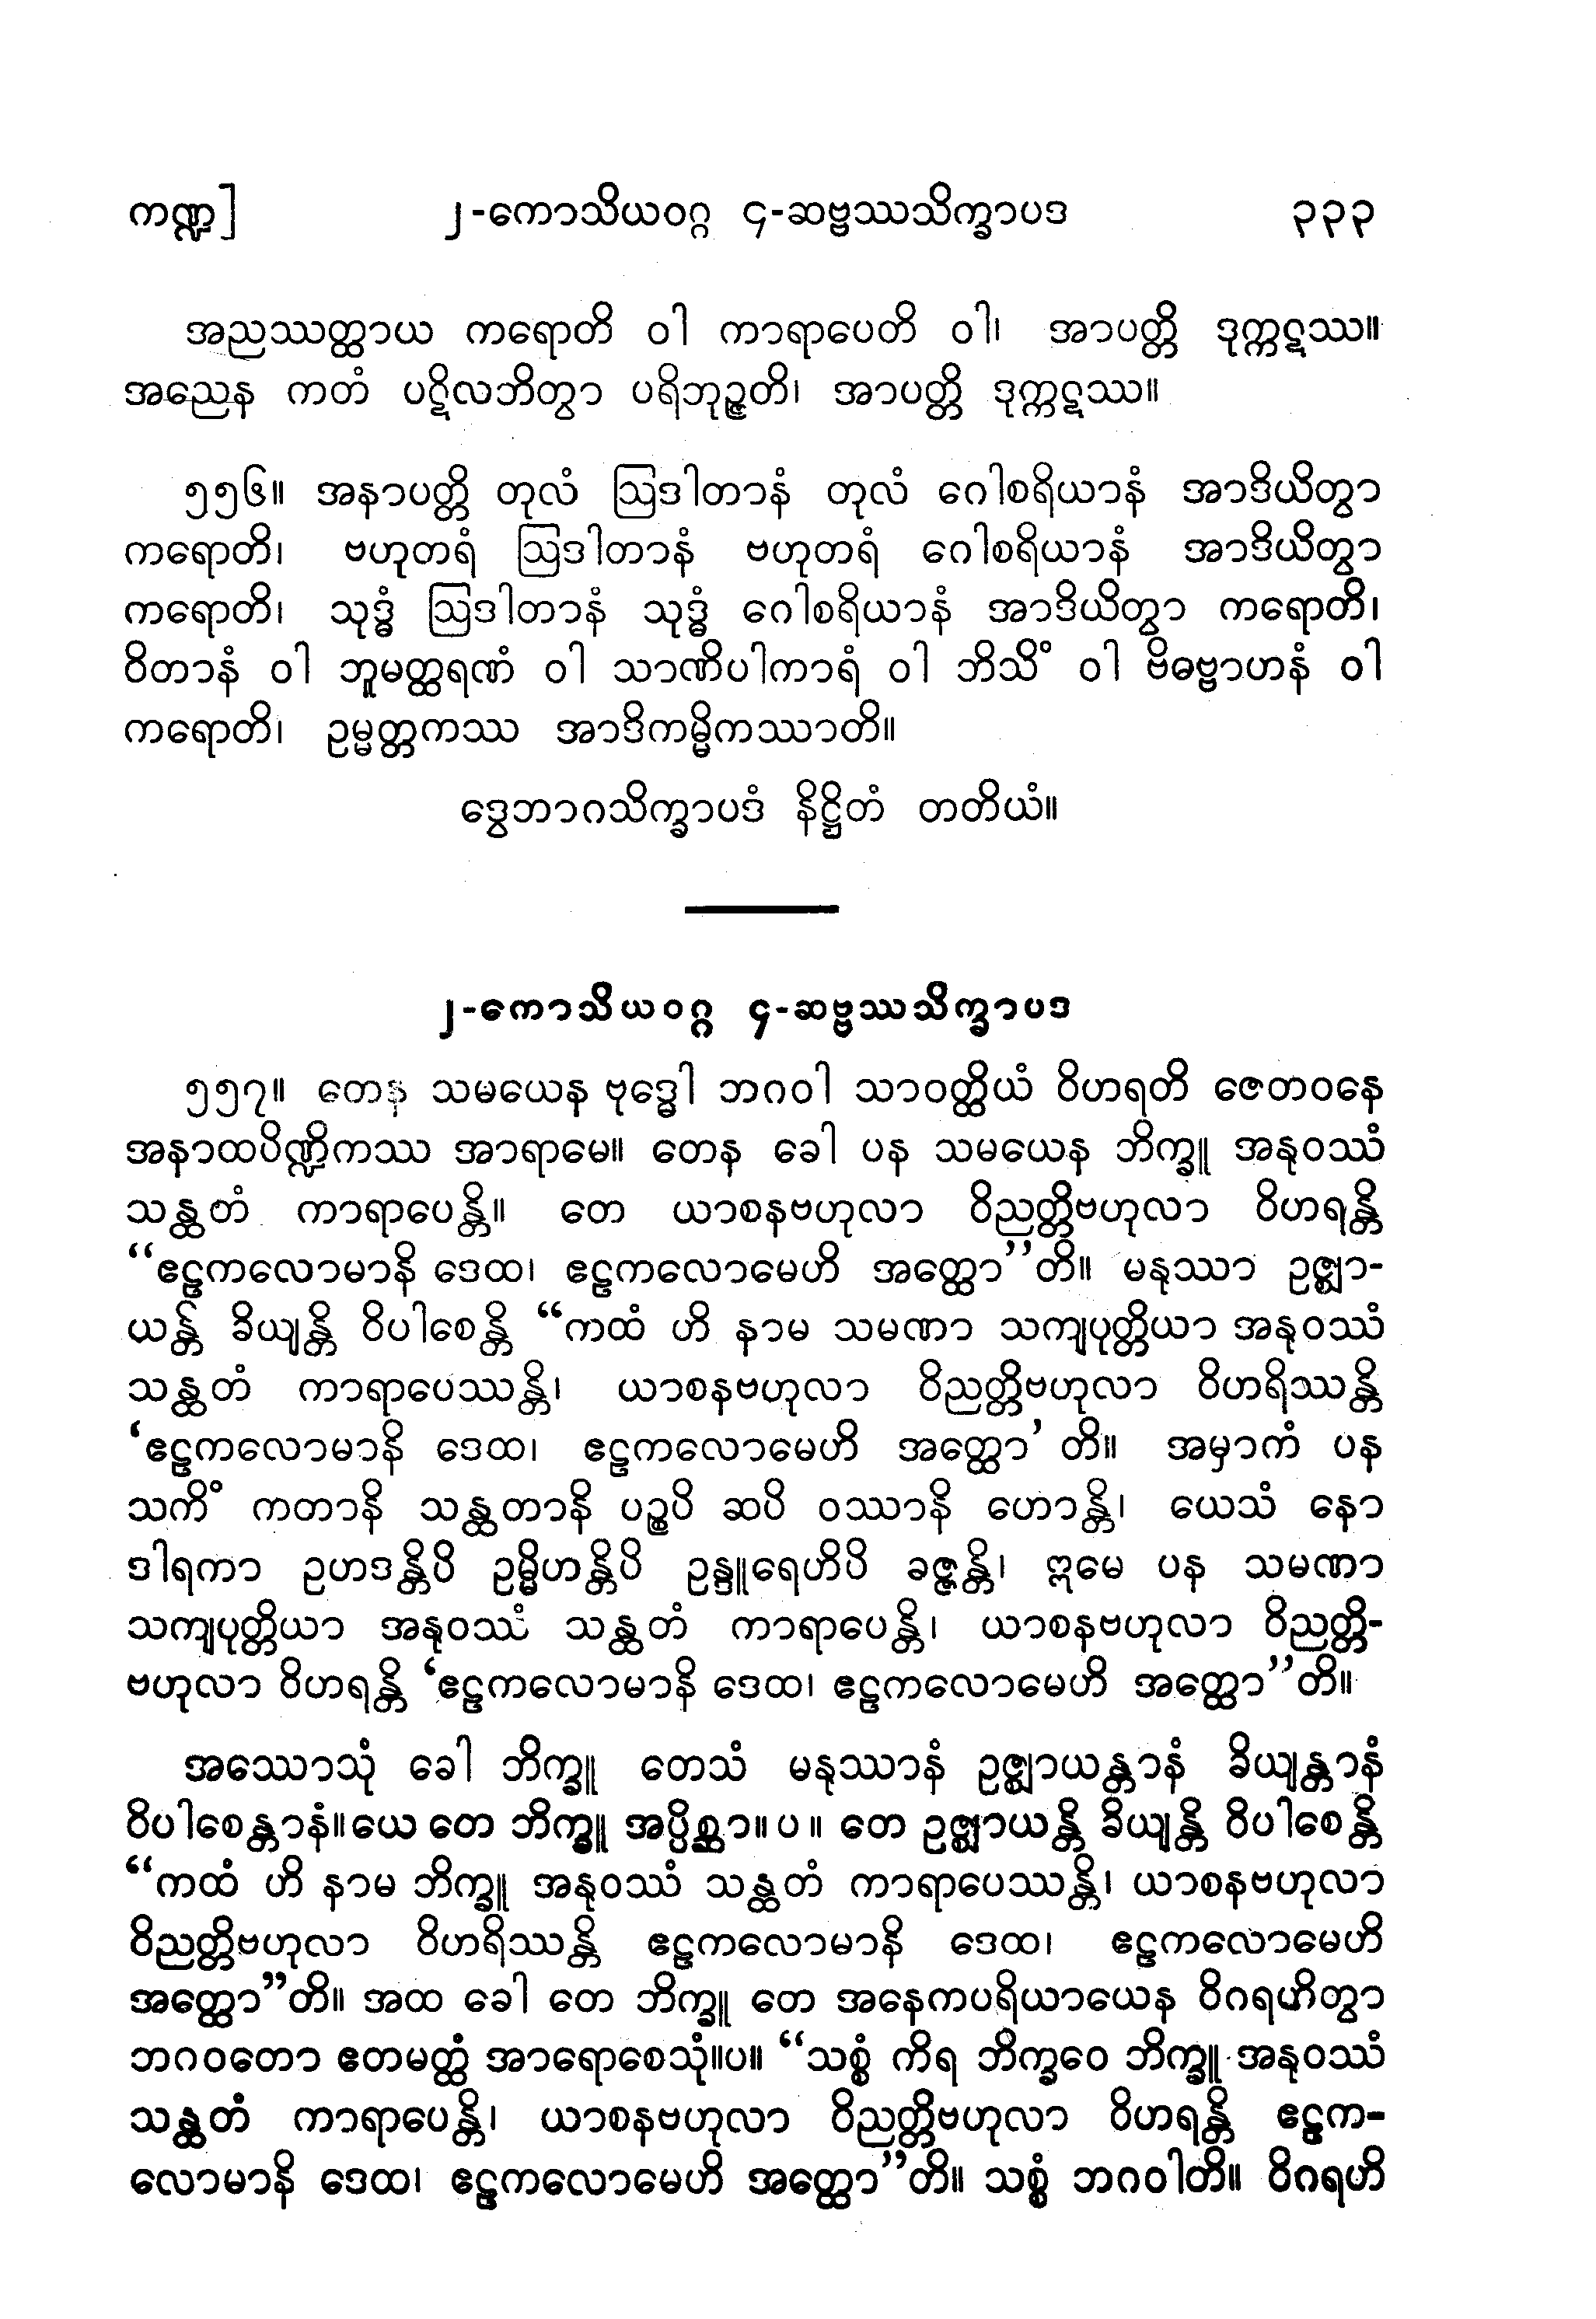 ကဏ္ဍ] ၂-ကောသိယဝဂ္ဂ ၄-ဆဗ္ဗဿသိက္ခာပဒ ၃၃၃
အညဿတ္ထာယ ကရောတိ ဝါ ကာရာပေတိ ဝါ၊ အာပတ္တိ ဒုက္ကဋဿ။
အညေန ကတံ ပဋိလဘိတွာ ပရိဘုဉ္ဇတိ၊ အာပတ္တိ ဒုက္ကဋဿ။
၅၅၆။ အနာပတ္တိ တုလံ ဩဒါတာနံ တုလံ ဂေါစရိယာနံ အာဒိယိတွာ
ကရောတိ၊ ဗဟုတရံ ဩဒါတာနံ ဗဟုတရံ ဂေါစရိယာနံ အာဒိယိတွာ
ကရောတိ၊ သုဒ္ဓံ ဩဒါတာနံ သုဒ္ဓံ ဂေါစရိယာနံ အာဒိယိတွာ ကရောတိ၊
ဝိတာနံ ဝါ ဘူမတ္ထရဏံ ဝါ သာဏိပါကာရံ ဝါ ဘိသိံ ဝါ ဗိဓဗ္ဗာဟနံ ဝါ
ကရောတိ၊ ဥမ္မတ္တကဿ အာဒိကမ္မိကဿာတိ။
ဒွေဘာဂသိက္ခာပဒံ နိဋ္ဌိတံ တတိယံ။
၂-ကောသိယဝဂ္ဂ ၄-ဆဗ္ဗဿသိက္ခာပဒ
၅၅၇။ တေန သမယေန ဗုဒ္ဓေါ ဘဂဝါ သာဝတ္ထိယံ ဝိဟရတိ ဇေတဝနေ
အနာထပိဏ္ဍိကဿ အာရာမေ။ တေန ခေါ ပန သမယေန ဘိက္ခူ အနုဝဿံ
သန္ထတံ ကာရာပေန္တိ။ တေ ယာစနဗဟုလာ ဝိညတ္တိဗဟုလာ ဝိဟရန္တိ
“ဧဠကလောမာနိ ဒေထ၊ ဧဠကလောမေဟိ အတ္ထော”တိ။ မနုဿာ ဥဇ္ဈာ-
ယန္တိ ခိယျန္တိ ဝိပါစေန္တိ “ကထံ ဟိ နာမ သမဏာ သကျပုတ္တိယာ အနုဝဿံ
သန္ထတံ ကာရာပေဿန္တိ၊ ယာစနဗဟုလာ ဝိညတ္တိဗဟုလာ ဝိဟရိဿန္တိ
‘ဧဠကလောမာနိ ဒေထ၊ ဧဠကလောမေဟိ အတ္ထော’ တိ။ အမှာကံ ပန
သကိံ ကတာနိ သန္ထတာနိ ပဉ္စပိ ဆပိ ဝဿာနိ ဟောန္တိ၊ ယေသံ နော
ဒါရကာ ဥဟဒန္တိပိ ဥမ္မိဟန္တိပိ ဥန္ဒူရေဟိပိ ခဇ္ဇန္တိ၊ ဣမေ ပန သမဏာ
သကျပုတ္တိယာ အနုဝဿံ သန္ထတံ ကာရာပေန္တိ၊ ယာစနဗဟုလာ ဝိညတ္တိ-
ဗဟုလာ ဝိဟရန္တိ ‘ဧဠကလောမာနိ ဒေထ၊ ဧဠကလောမေဟိ အတ္ထော”တိ။
အဿောသုံ ခေါ ဘိက္ခူ တေသံ မနုဿာနံ ဥဇ္ဈာယန္တာနံ ခိယျန္တာနံ
ဝိပါစေန္တာနံ။ ယေ တေ ဘိက္ခူ အပ္ပိစ္ဆာ။ ပ ။ တေ ဥဇ္ဈာယန္တိ ခိယျန္တိ ဝိပါစေန္တိ
“ကထံ ဟိ နာမ ဘိက္ခူ အနုဝဿံ သန္ထတံ ကာရာပေဿန္တိ၊ ယာစနဗဟုလာ
ဝိညတ္တိဗဟုလာ ဝိဟရိဿန္တိ ဧဠကလောမာနိ ဒေထ၊ ဧဠကလောမေဟိ
အတ္ထော”တိ။ အထ ခေါ တေ ဘိက္ခူ တေ အနေကပရိယာယေန ဝိဂရဟိတွာ
ဘဂဝတော ဧတမတ္ထံ အာရောစေသုံ။ပ။ “သစ္စံ ကိရ ဘိက္ခဝေ ဘိက္ခူ အနုဝဿံ
သန္ထတံ ကာရာပေန္တိ၊ ယာစနဗဟုလာ ဝိညတ္တိဗဟုလာ ဝိဟရန္တိ ဧဠက-
လောမာနိ ဒေထ၊ ဧဠကလောမေဟိ အတ္ထော”တိ။ သစ္စံ ဘဂဝါတိ။ ဝိဂရဟိ